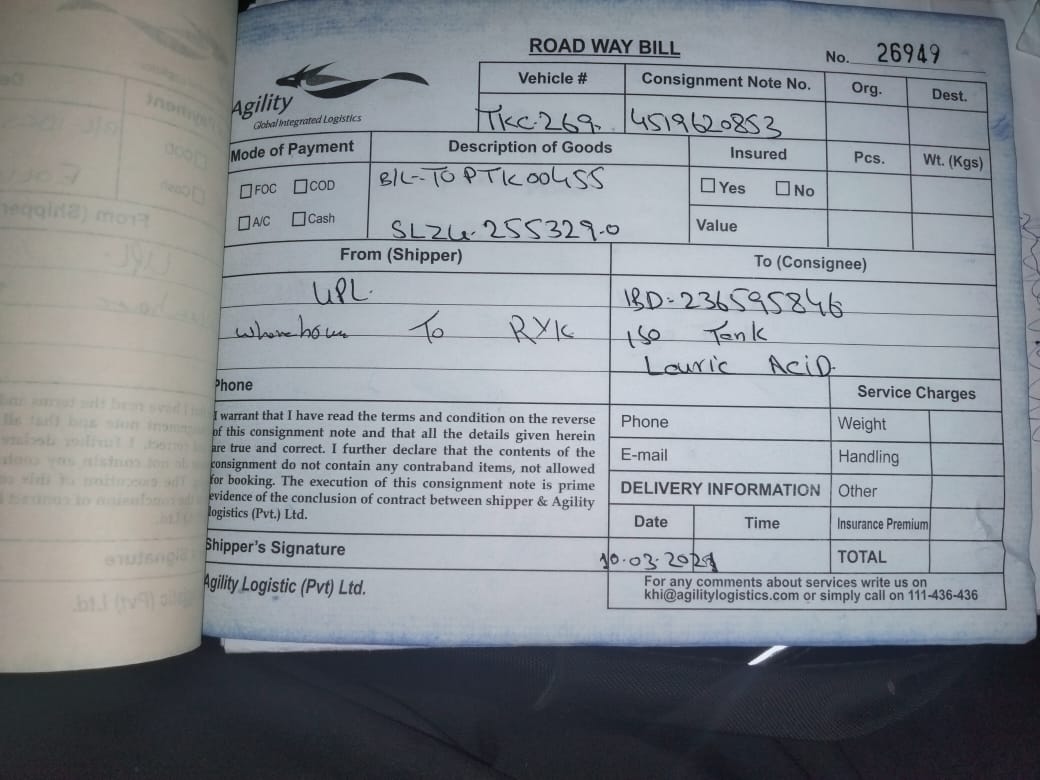 ROAD WAY BILL
No. 26949
Agility
Global Integrated Logistics
Vehicle #
Consignment Note No.
Org.
Dest.
TKC-269.
4519620853
Mode of Payment
Description of Goods
Insured
Pcs.
Wt. (Kgs)
FOC
COD
B/L-TOPTK00455
Yes
No
A/C
Cash
SLZU-255329-0
Value
From (Shipper)
To (Consignee)
UPL.
IBD-236595846
To RYK
ISO Tank
Lauric Acid.
Phone
Service Charges
I warrant that I have read the terms and condition on the reverse
of this consignment note and that all the details given herein
are true and correct. I further declare that the contents of the
consignment do not contain any contraband items, not allowed
for booking. The execution of this consignment note is prime
evidence of the conclusion of contract between shipper & Agility
logistics (Pvt.) Ltd.
Phone
Weight
E-mail
Handling
DELIVERY INFORMATION
Other
Date
Time
Insurance Premium
Shipper's Signature
10.03.2021
TOTAL
Agility Logistic (Pvt) Ltd.
For any comments about services write us on
khi@agilitylogistics.com or simply call on 111-436-436